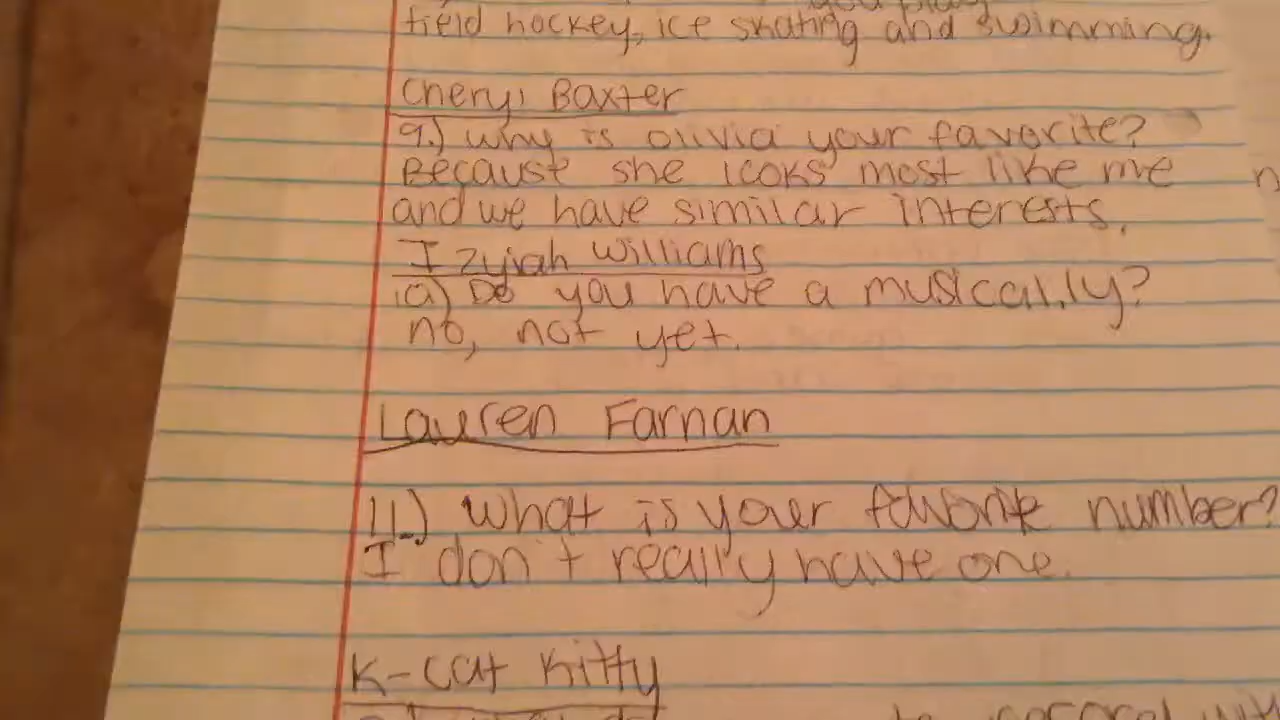 you play
field hockey, ice skating and swimming.
Cheryl Baxter
9.) Why is Olivia your favorite?
Because she looks most like me
and we have similar interests.
Izyiah Williams
10) Do you have a musical.ly?
no, not yet.
Lauren Farnan
11.) What is your favorite number?
I don't really have one.
K-cat Kitty